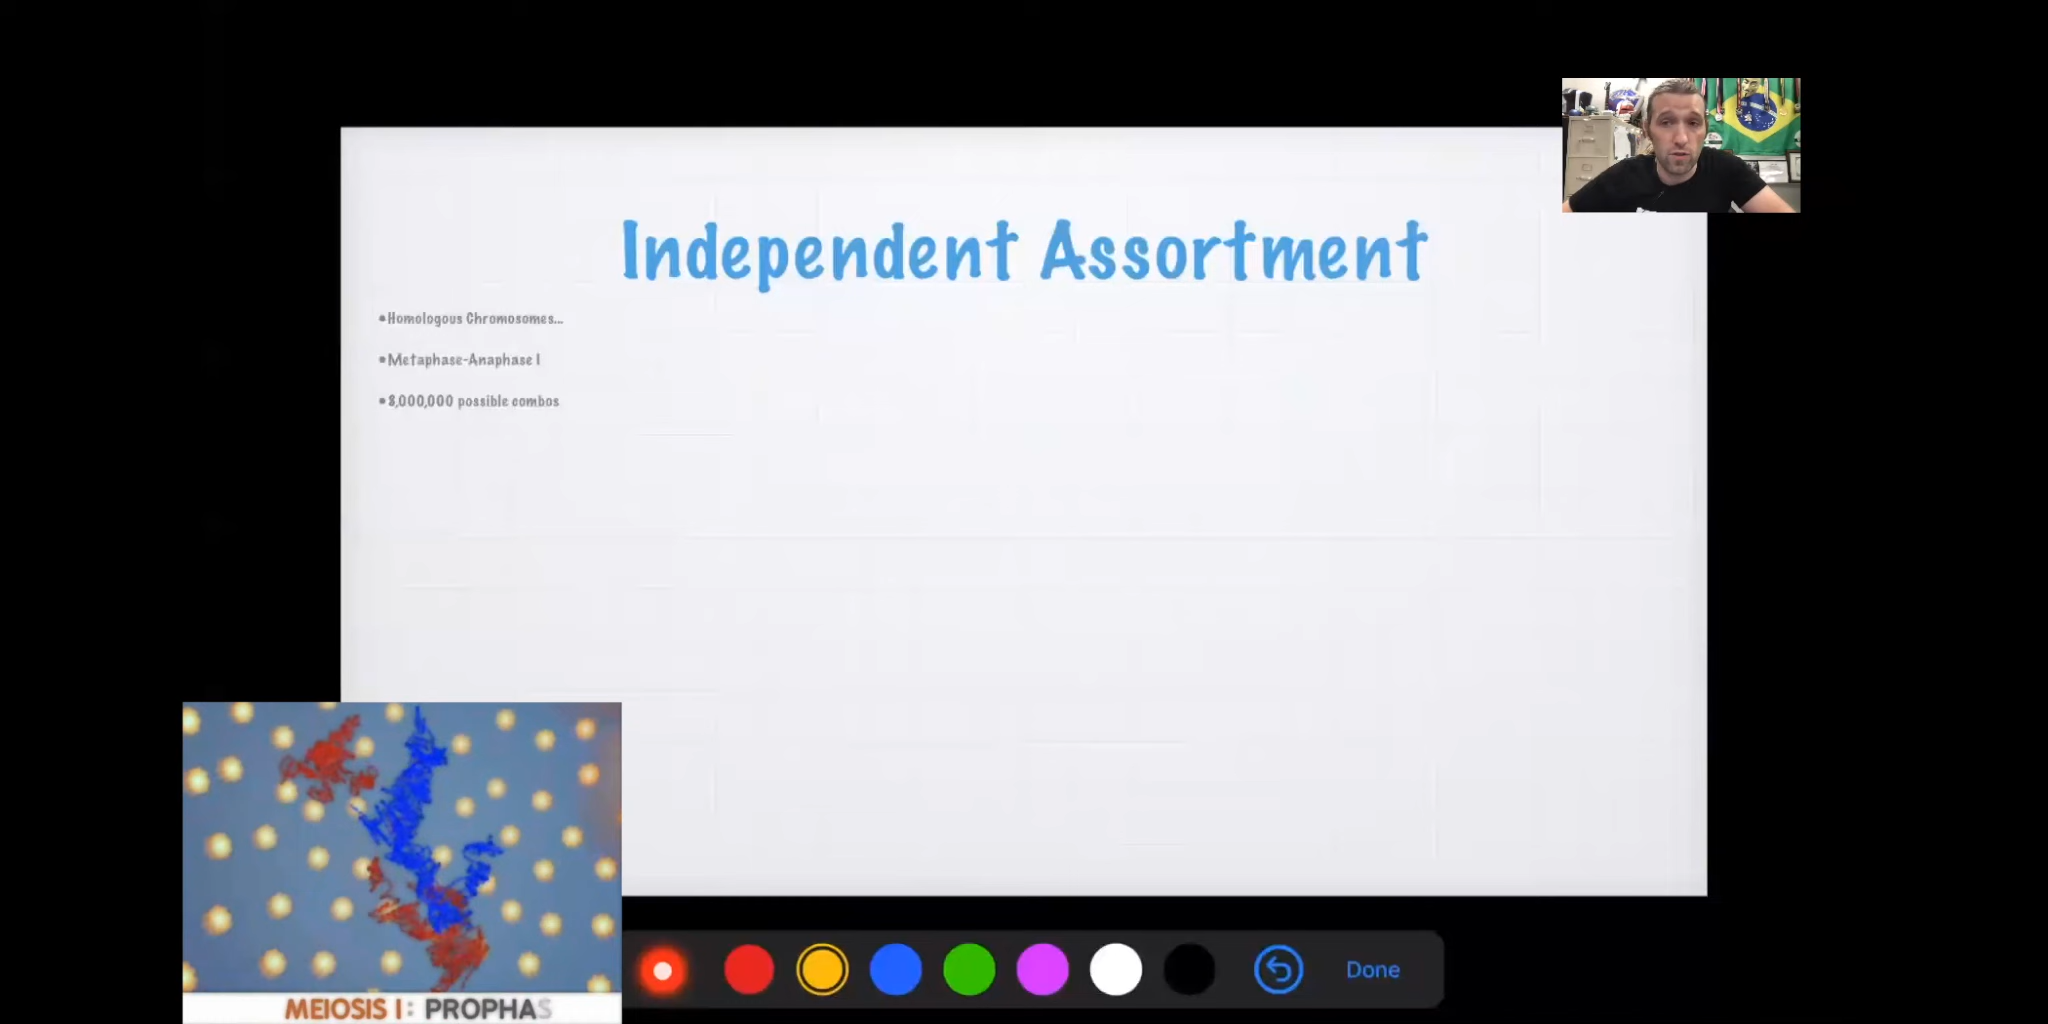 Independent Assortment
•Homologous Chromosomes...
•Metaphase-Anaphase I
•8,000,000 possible combos
MEIOSIS I: PROPHAS
Done